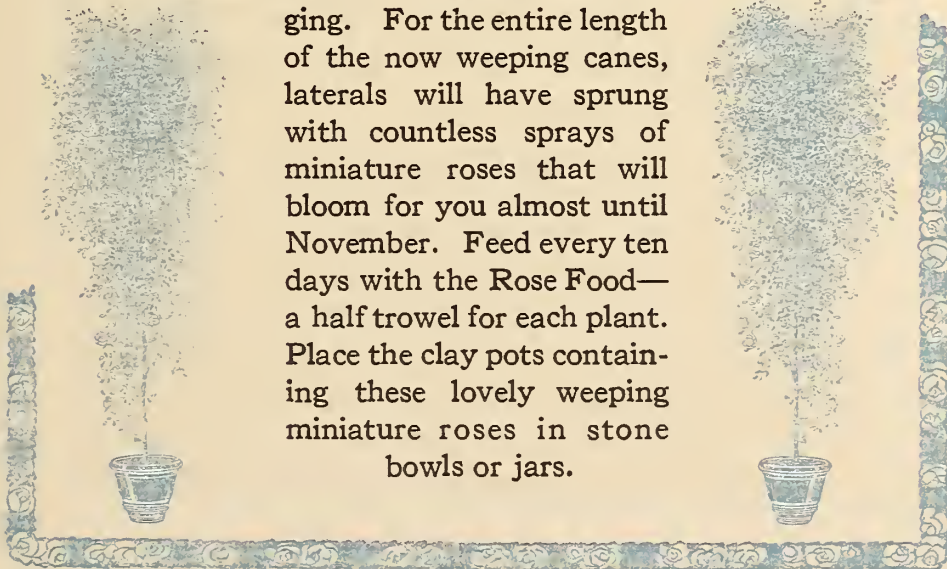 ging. For the entire length
of the now weeping canes,
laterals will have sprung
with countless sprays of
miniature roses that will
bloom for you almost until
November. Feed every ten
days with the Rose Food—
a half trowel for each plant.
Place the clay pots contain-
ing these lovely weeping
miniature roses in stone
bowls or jars.